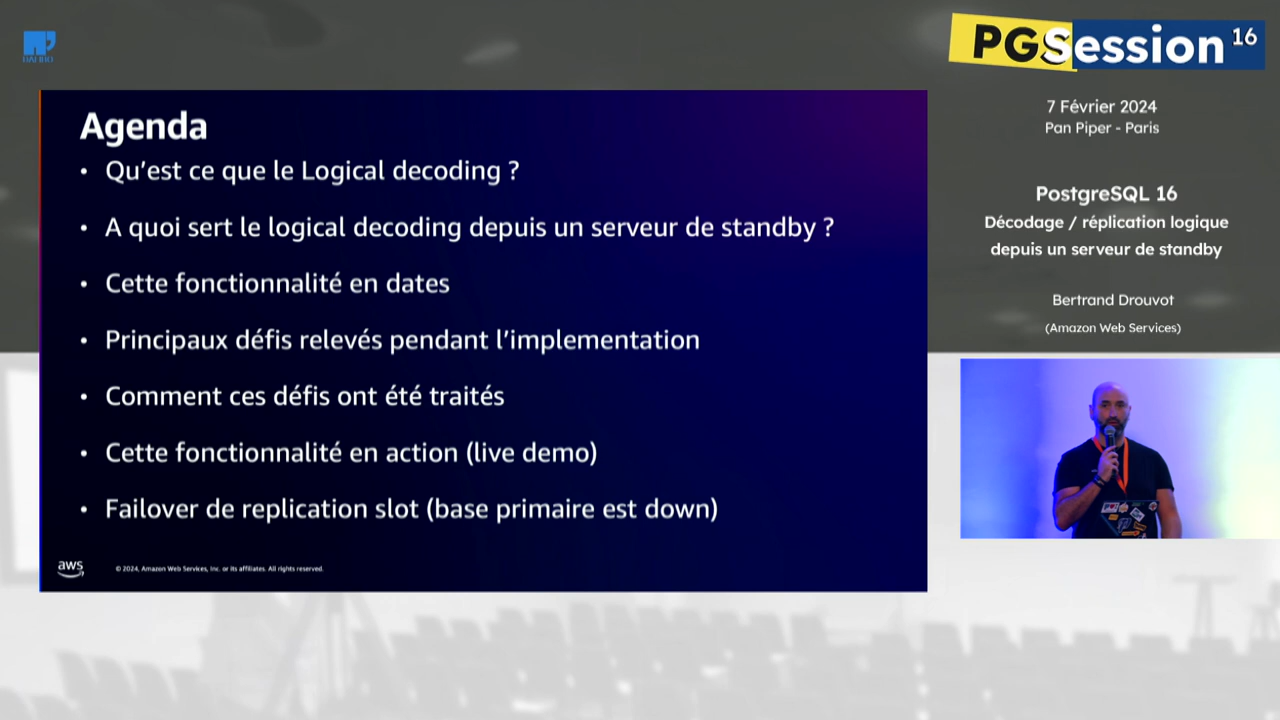 PGSession 16
7 Février 2024
Pan Piper - Paris
PostgreSQL 16
Décodage / réplication logique
depuis un serveur de standby
Bertrand Drouvot
(Amazon Web Services)
Agenda
• Qu’est ce que le Logical decoding ?
• A quoi sert le logical decoding depuis un serveur de standby ?
• Cette fonctionnalité en dates
• Principaux défis relevés pendant l’implementation
• Comment ces défis ont été traités
• Cette fonctionnalité en action (live demo)
• Failover de replication slot (base primaire est down)
aws
© 2024, Amazon Web Services, Inc. or its affiliates. All rights reserved.